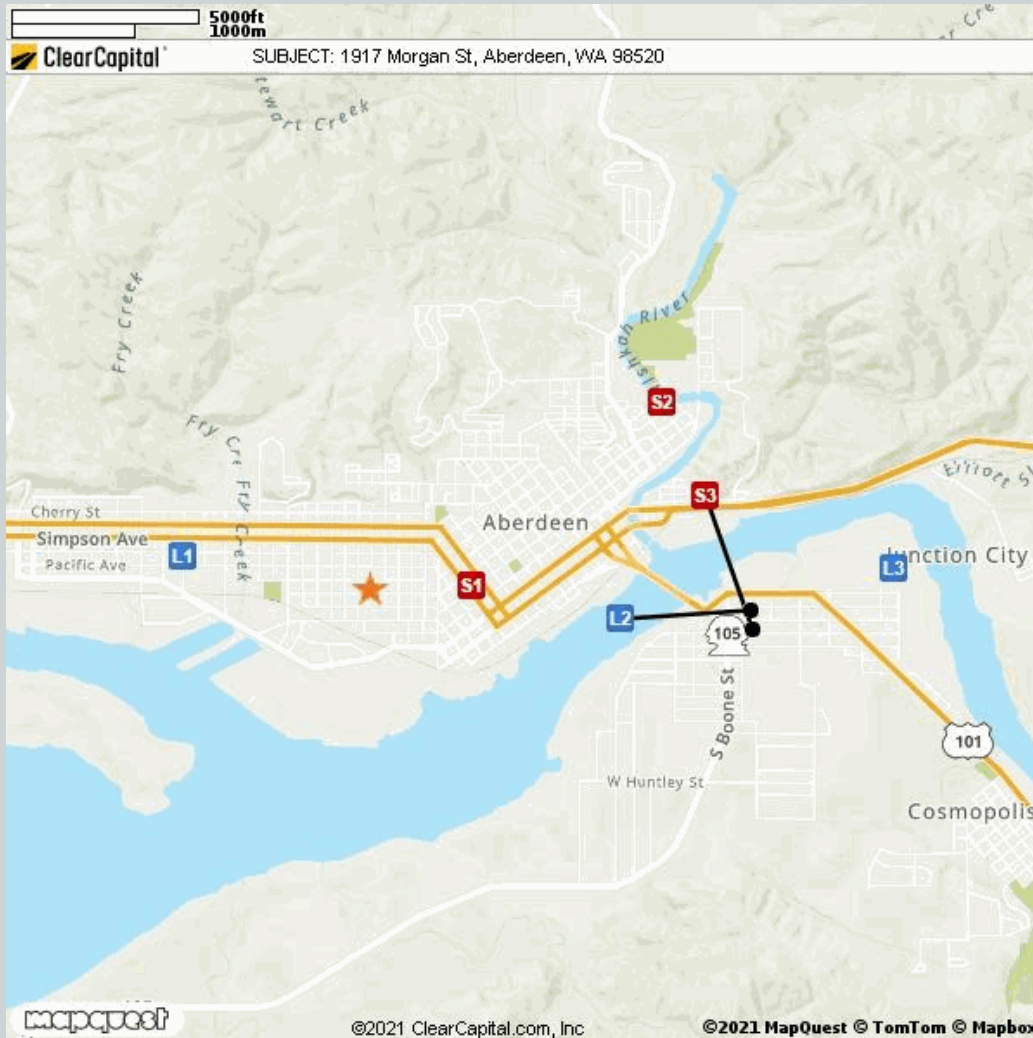 5000ft
1000m
ClearCapital
SUBJECT: 1917 Morgan St, Aberdeen, WA 98520
Stewart Creek
Fry Creek
Wishkah River
S2
Fry Creek
Fry Creek
Elliott
S3
Cherry St
Aberdeen
Simpson Ave
L1
Pacific Ave
Junction City
L3
S1
L2
105
S Boone St
101
W Huntley St
Cosmopolis
mapquest
©2021 ClearCapital.com, Inc
©2021 MapQuest © TomTom © Mapbox